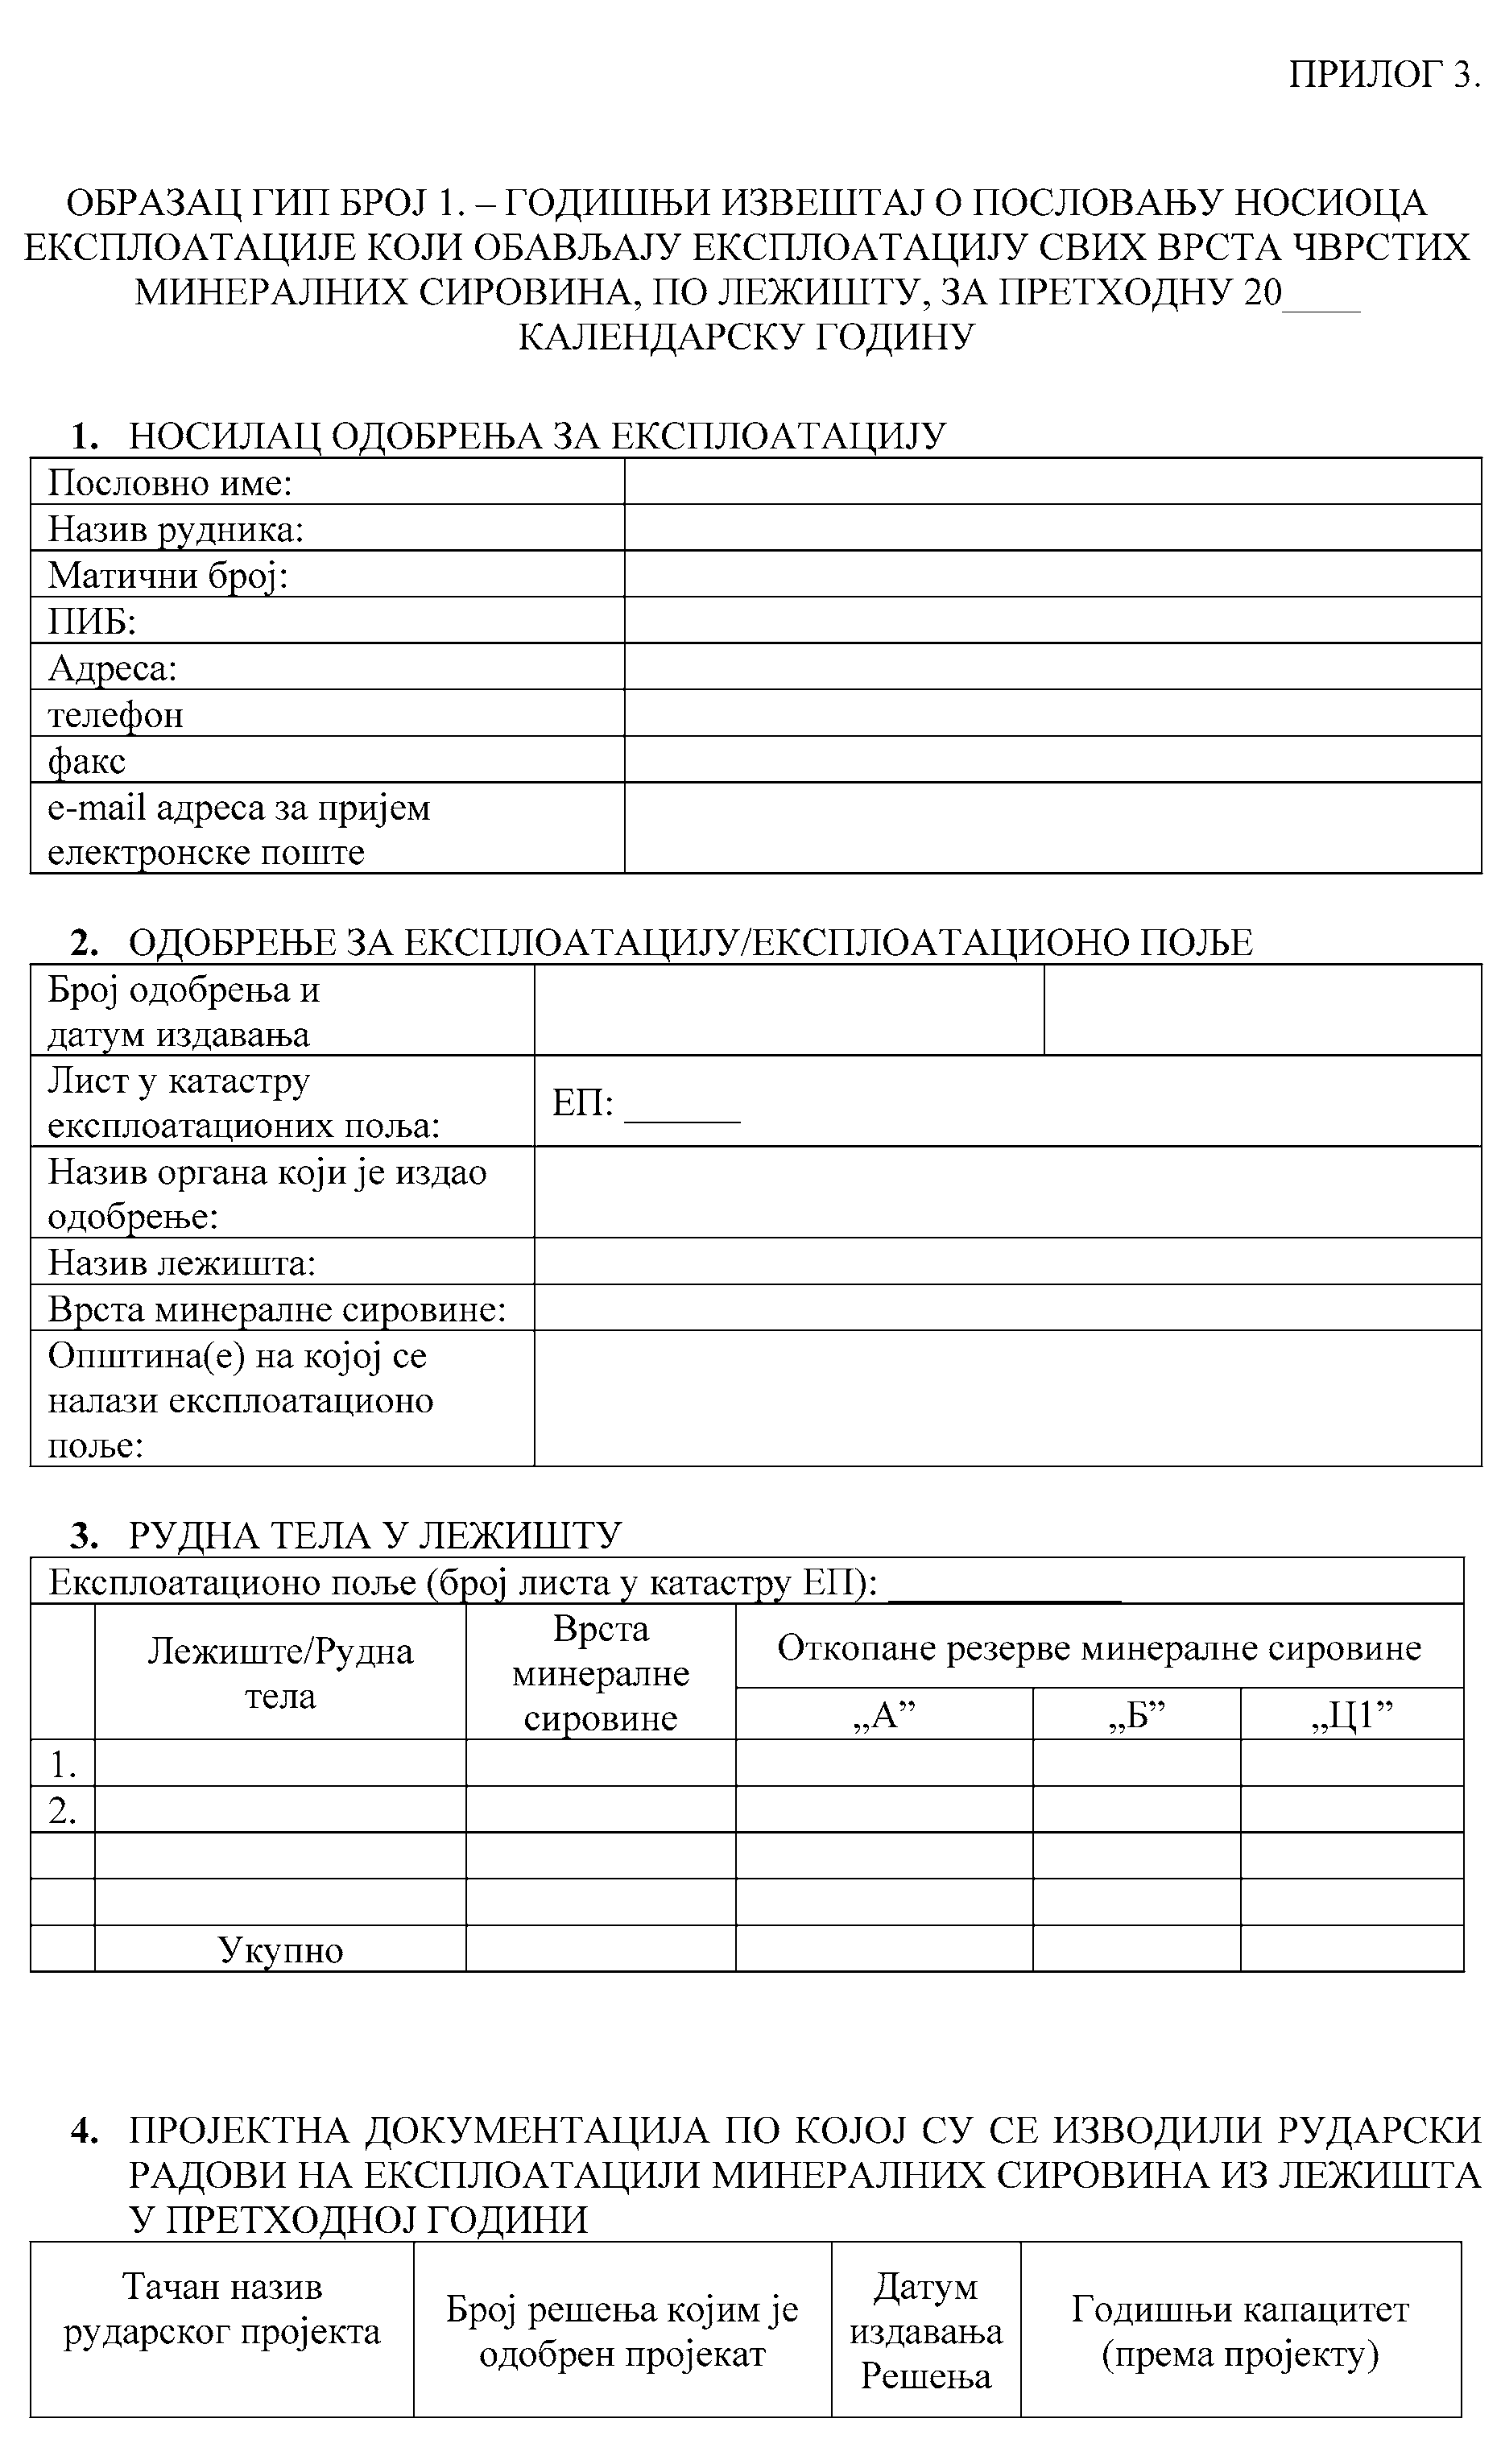 ПРИЛОГ 3.
ОБРАЗАЦ ГИП БРОЈ 1. – ГОДИШЊИ ИЗВЕШТАЈ О ПОСЛОВАЊУ НОСИОЦА
ЕКСПЛОАТАЦИЈЕ КОЈИ ОБАВЉАЈУ ЕКСПЛОАТАЦИЈУ СВИХ ВРСТА ЧВРСТИХ
МИНЕРАЛНИХ СИРОВИНА, ПО ЛЕЖИШТУ, ЗА ПРЕТХОДНУ 20____
КАЛЕНДАРСКУ ГОДИНУ
1. НОСИЛАЦ ОДОБРЕЊА ЗА ЕКСПЛОАТАЦИЈУ
Пословно име:
Назив рудника:
Матични број:
ПИБ:
Адреса:
телефон
факс
e-mail адреса за пријем
електронске поште
2. ОДОБРЕЊЕ ЗА ЕКСПЛОАТАЦИЈУ/ЕКСПЛОАТАЦИОНО ПОЉЕ
Број одобрења и
датум издавања
Лист у катастру
експлоатационих поља:
ЕП: ______
Назив органа који је издао
одобрење:
Назив лежишта:
Врста минералне сировине:
Општина(е) на којој се
налази експлоатационо
поље:
3. РУДНА ТЕЛА У ЛЕЖИШТУ
Експлоатационо поље (број листа у катастру ЕП): ____________
Лежиште/Рудна
тела
Врста
минералне
сировине
Откопане резерве минералне сировине
„А” „Б” „Ц1”
1.
2.
Укупно
4. ПРОЈЕКТНА ДОКУМЕНТАЦИЈА ПО КОЈОЈ СУ СЕ ИЗВОДИЛИ РУДАРСКИ
РАДОВИ НА ЕКСПЛОАТАЦИЈИ МИНЕРАЛНИХ СИРОВИНА ИЗ ЛЕЖИШТА
У ПРЕТХОДНОЈ ГОДИНИ
Тачан назив
рударског пројекта
Број решења којим је
одобрен пројекат
Датум
издавања
Решења
Годишњи капацитет
(према пројекту)